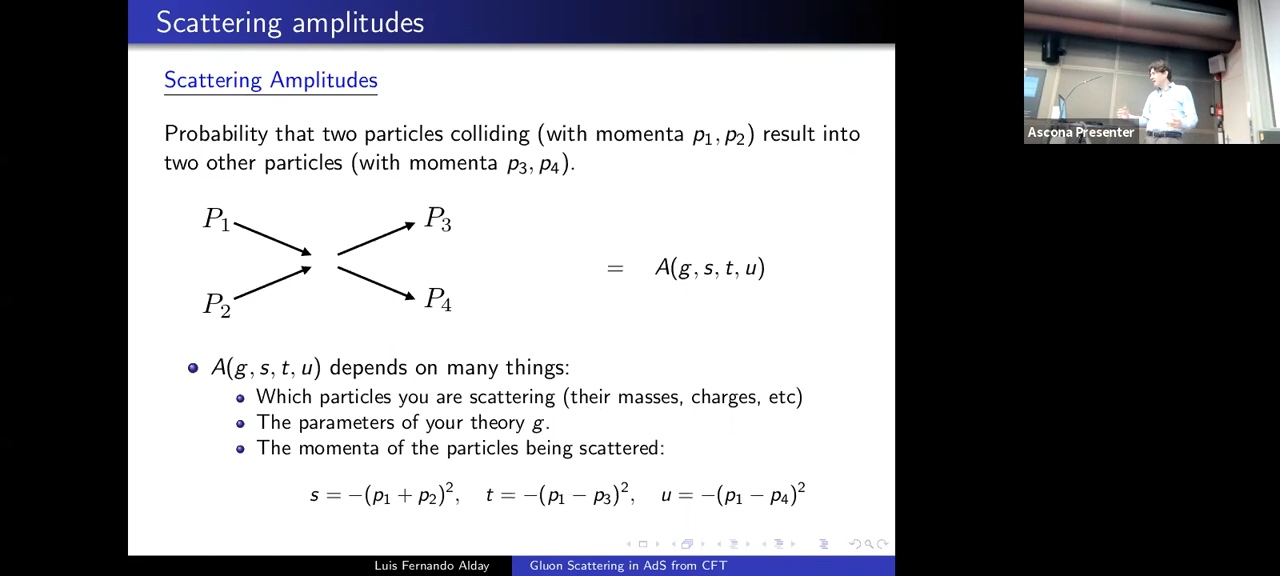 Scattering amplitudes
Scattering Amplitudes
Probability that two particles colliding (with momenta p₁, p₂) result into
two other particles (with momenta p₃, p₄).
P₁
P₃
= A(g, s, t, u)
P₂
P₄
A(g, s, t, u) depends on many things:
Which particles you are scattering (their masses, charges, etc)
The parameters of your theory g.
The momenta of the particles being scattered:
s = −(p₁ + p₂)², t = −(p₁ − p₃)², u = −(p₁ − p₄)²
Luis Fernando Alday
Gluon Scattering in AdS from CFT
Ascona Presenter